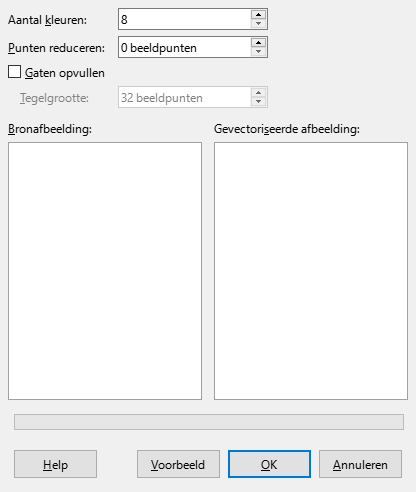 Aantal kleuren: 8
Punten reduceren: 0 beeldpunten
Gaten opvullen
Tegelgrootte: 32 beeldpunten
Bronafbeelding: Gevectoriseerde afbeelding:
Help Voorbeeld OK Annuleren